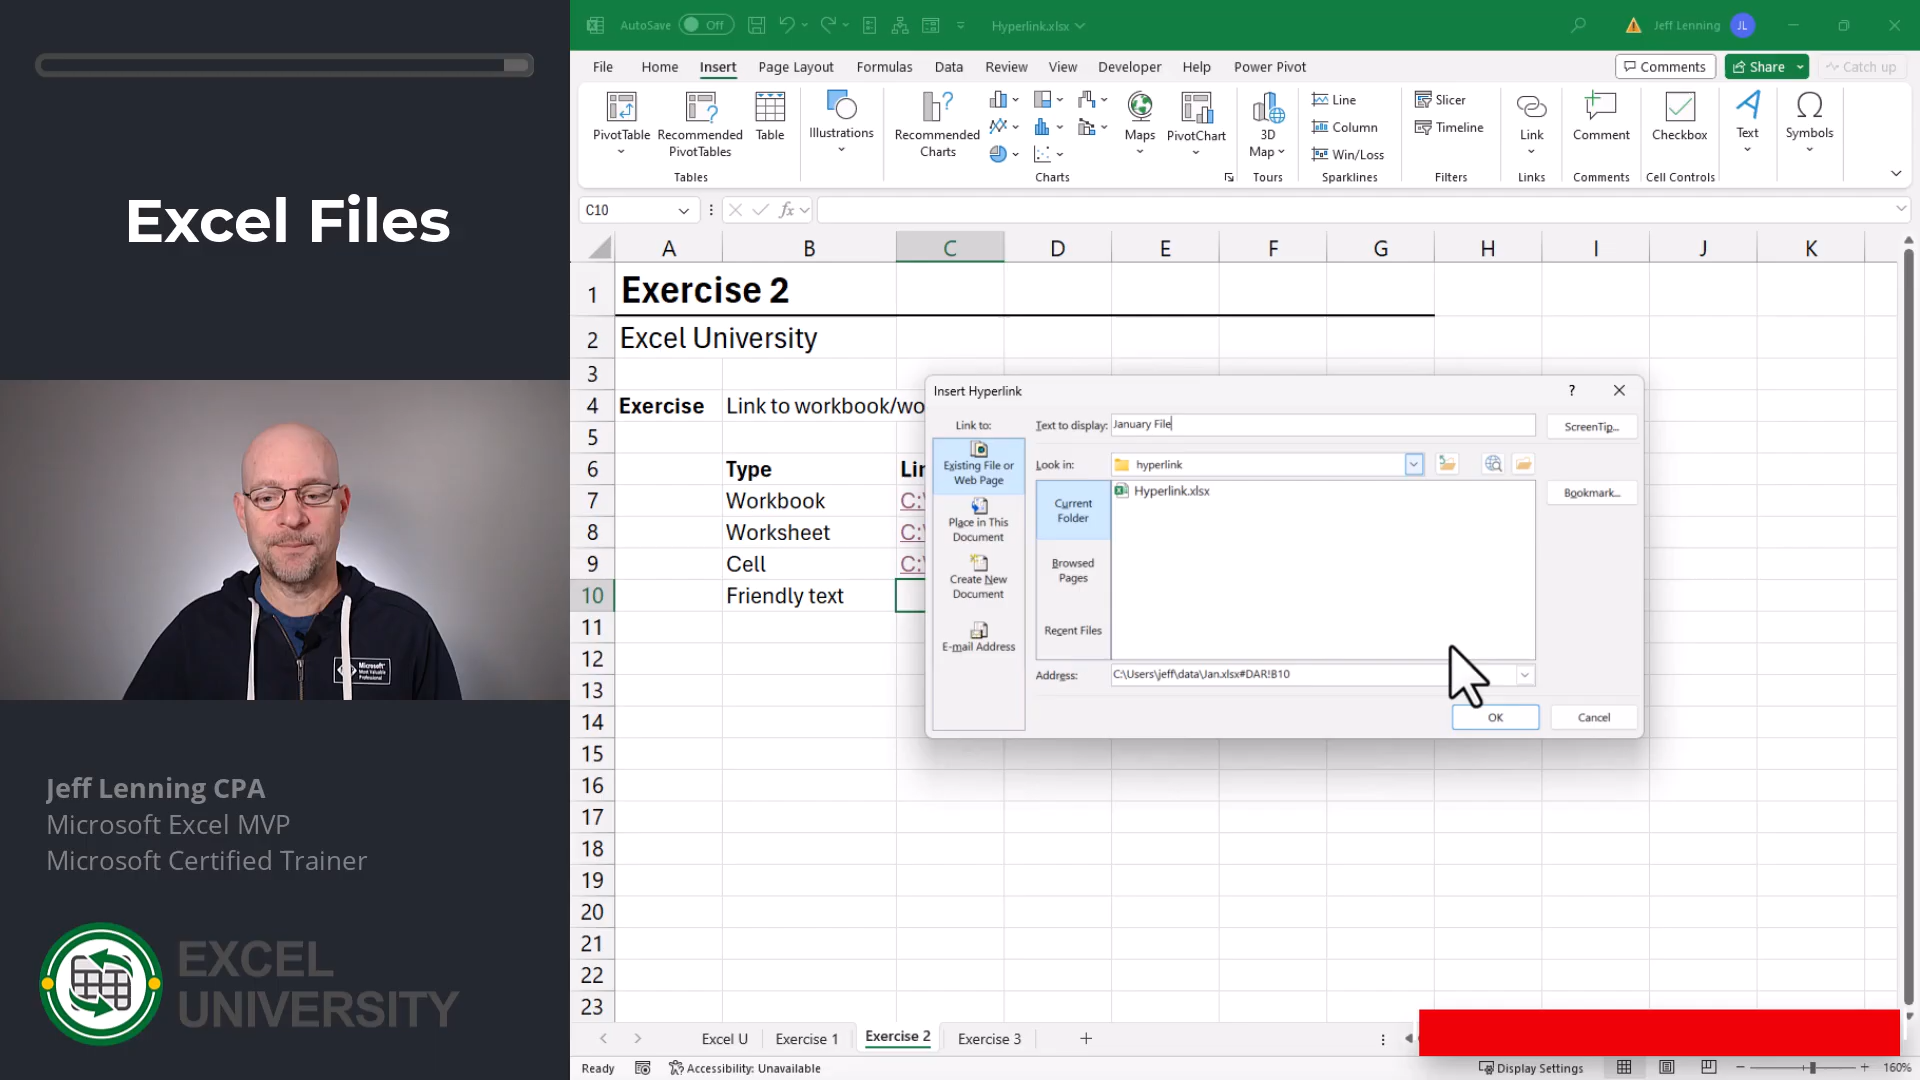 Excel Files
Jeff Lenning CPA
Microsoft Excel MVP
Microsoft Certified Trainer
EXCEL
UNIVERSITY
Microsoft
Most Valuable
Professional
AutoSave Off
Hyperlink.xlsx
Jeff Lenning JL
File Home Insert Page Layout Formulas Data Review View Developer Help Power Pivot
Comments Share Catch up
PivotTable
Recommended
PivotTables
Table
Tables
Illustrations
Recommended
Charts
Maps
PivotChart
Charts
3D
Map
Tours
Line
Column
Win/Loss
Sparklines
Slicer
Timeline
Filters
Link
Links
Comment
Comments
Checkbox
Cell Controls
Text
Symbols
C10
fx
A B C D E F G H I J K
1 Exercise 2
2 Excel University
3
4 Exercise Link to workbook/wo
5
6 Type Lin
7 Workbook C:\
8 Worksheet C:\
9 Cell C:\
10 Friendly text
11
12
13
14
15
16
17
18
19
20
21
22
23
Insert Hyperlink
?
Link to:
Text to display: January File
ScreenTip...
Existing File or
Web Page
Look in: hyperlink
Current
Folder
Hyperlink.xlsx
Bookmark...
Place in This
Document
Browsed
Pages
Create New
Document
Recent Files
E-mail Address
Address: C:\Users\jeff\data\Jan.xlsx#DAR!B10
OK Cancel
Excel U Exercise 1 Exercise 2 Exercise 3
Ready Accessibility: Unavailable
Display Settings 160%